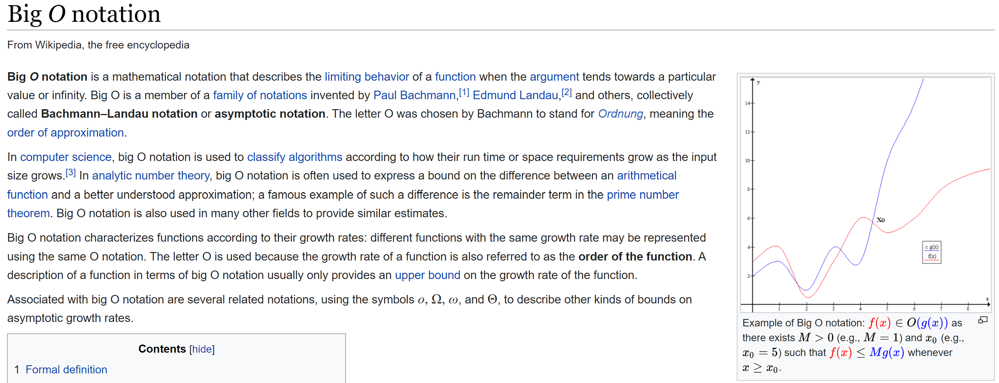 Big O notation
From Wikipedia, the free encyclopedia
Big O notation is a mathematical notation that describes the limiting behavior of a function when the argument tends towards a particular
value or infinity. Big O is a member of a family of notations invented by Paul Bachmann,[1] Edmund Landau,[2] and others, collectively
called Bachmann–Landau notation or asymptotic notation. The letter O was chosen by Bachmann to stand for Ordnung, meaning the
order of approximation.
In computer science, big O notation is used to classify algorithms according to how their run time or space requirements grow as the input
size grows.[3] In analytic number theory, big O notation is often used to express a bound on the difference between an arithmetical
function and a better understood approximation; a famous example of such a difference is the remainder term in the prime number
theorem. Big O notation is also used in many other fields to provide similar estimates.
Big O notation characterizes functions according to their growth rates: different functions with the same growth rate may be represented
using the same O notation. The letter O is used because the growth rate of a function is also referred to as the order of the function. A
description of a function in terms of big O notation usually only provides an upper bound on the growth rate of the function.
Associated with big O notation are several related notations, using the symbols o, Ω, ω, and Θ, to describe other kinds of bounds on
asymptotic growth rates.
Contents [hide]
1 Formal definition
y
14
12
10
8
6
4
2
X0
c g(x)
f(x)
x
1 2 3 4 5 6 7 8
Example of Big O notation: f(x) ∈ O(g(x)) as
there exists M > 0 (e.g., M = 1) and x₀ (e.g.,
x₀ = 5) such that f(x) ≤ Mg(x) whenever
x ≥ x₀.